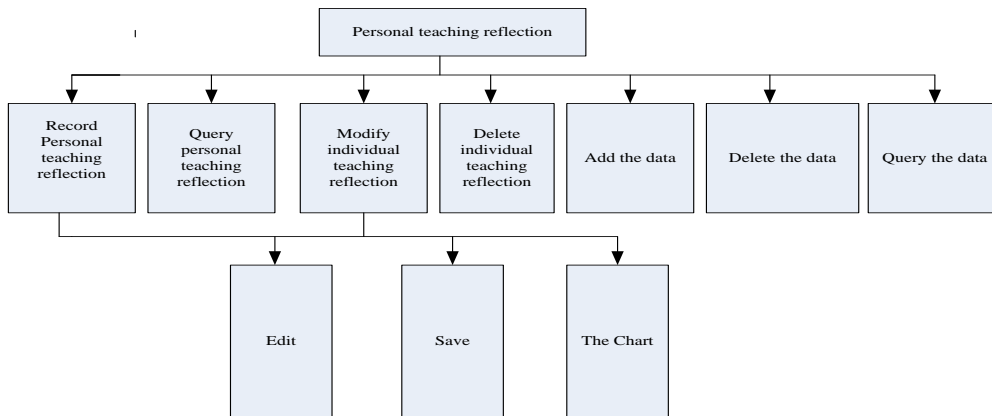 Personal teaching reflection
Record
Personal
teaching
reflection
Query
personal
teaching
reflection
Modify
individual
teaching
reflection
Delete
individual
teaching
reflection
Add the data
Delete the data
Query the data
Edit
Save
The Chart